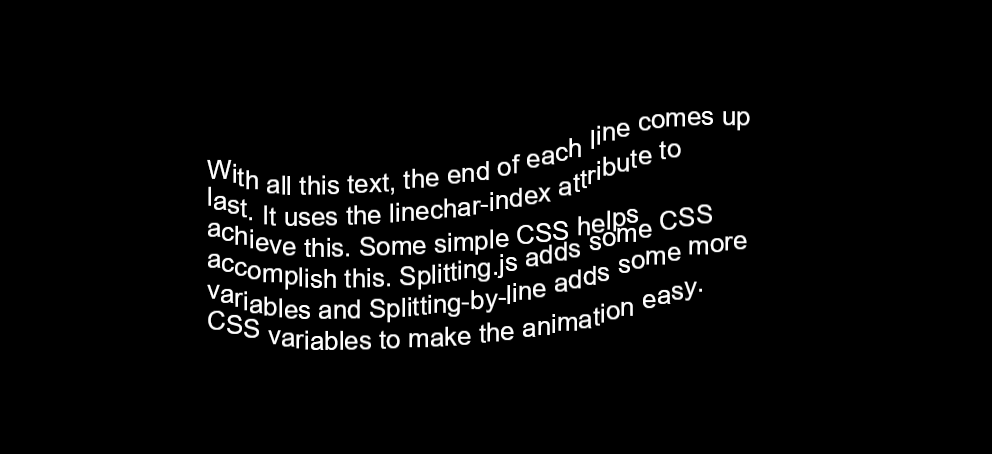 With all this text, the end of each line comes up
last. It uses the linechar-index attribute to
achieve this. Some simple CSS helps
accomplish this. Splitting.js adds some CSS
variables and Splitting-by-line adds some more
CSS variables to make the animation easy.